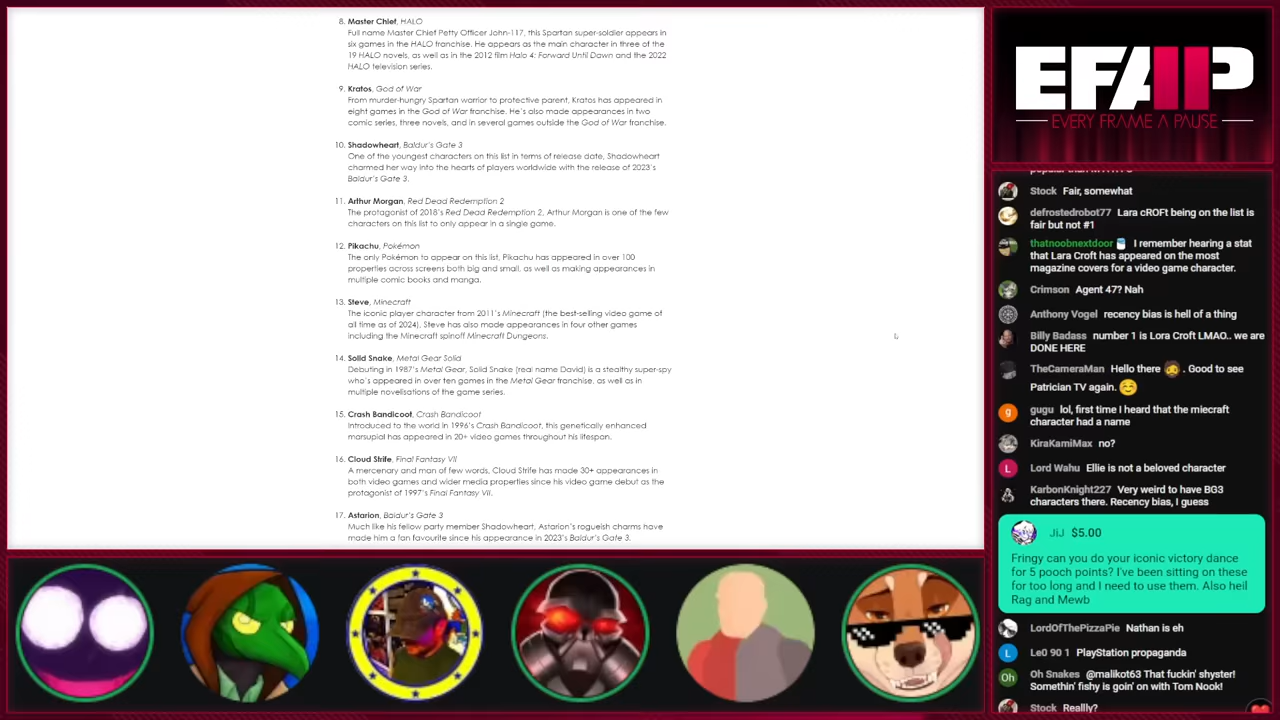 8. Master Chief, HALO
Full name Master Chief Petty Officer John-117, this Spartan super-soldier appears in
six games in the HALO franchise. He appears as the main character in three of the
19 HALO novels, as well as in the 2012 film Halo 4: Forward Unto Dawn and the 2022
HALO television series.
9. Kratos, God of War
From murder-hungry Spartan warrior to protective parent, Kratos has appeared in
eight games in the God of War franchise. He's also made appearances in two
comic series, three novels, and in several games outside the God of War franchise.
10. Shadowheart, Baldur's Gate 3
One of the youngest characters on this list in terms of release date, Shadowheart
charmed her way into the hearts of players worldwide with the release of 2023's
Baldur's Gate 3.
11. Arthur Morgan, Red Dead Redemption 2
The protagonist of 2018's Red Dead Redemption 2, Arthur Morgan is one of the few
characters on this list to only appear in a single game.
12. Pikachu, Pokémon
The only Pokémon to appear on this list, Pikachu has appeared in over 100
properties across screens both big and small, as well as making appearances in
multiple comic books and manga.
13. Steve, Minecraft
The iconic player character from 2011's Minecraft (the best-selling video game of
all time as of 2024), Steve has also made appearances in four other games
including the Minecraft spinoff Minecraft Dungeons.
14. Solid Snake, Metal Gear Solid
Debuting in 1987's Metal Gear, Solid Snake (real name David) is a stealthy super-spy
who's appeared in over ten games in the Metal Gear franchise, as well as in
multiple novelisations of the game series.
15. Crash Bandicoot, Crash Bandicoot
Introduced to the world in 1996's Crash Bandicoot, this genetically enhanced
marsupial has appeared in 20+ video games throughout his lifespan.
16. Cloud Strife, Final Fantasy VII
A mercenary and man of few words, Cloud Strife has made 30+ appearances in
both video games and wider media properties since his video game debut as the
protagonist of 1997's Final Fantasy VII.
17. Astarion, Baldur's Gate 3
Much like his fellow party member Shadowheart, Astarion's rogueish charms have
made him a fan favourite since his appearance in 2023's Baldur's Gate 3.
EFAP
EVERY FRAME A PAUSE
Stock Fair, somewhat
defrostedrobot77 Lara cROFt being on the list is
fair but not #1
thatnoobnextdoor I remember hearing a stat
that Lara Croft has appeared on the most
magazine covers for a video game character.
Crimson Agent 47? Nah
Anthony Vogel recency bias is hell of a thing
Billy Badass number 1 is Lora Croft LMAO.. we are
DONE HERE
TheCameraMan Hello there . Good to see
Patrician TV again.
g gugu lol, first time I heard that the miecraft
character had a name
KiraKamiMax no?
L Lord Wahu Ellie is not a beloved character
KarbonKnight227 Very weird to have BG3
characters there. Recency bias, I guess
JiJ $5.00
Fringy can you do your iconic victory dance
for 5 pooch points? I've been sitting on these
for too long and I need to use them. Also heil
Rag and Mewb
LordOfThePizzaPie Nathan is eh
L Le0 90 1 PlayStation propaganda
Oh Oh Snakes @malikot63 That fuckin' shyster!
Somethin' fishy is goin' on with Tom Nook!
Stock Reallly?